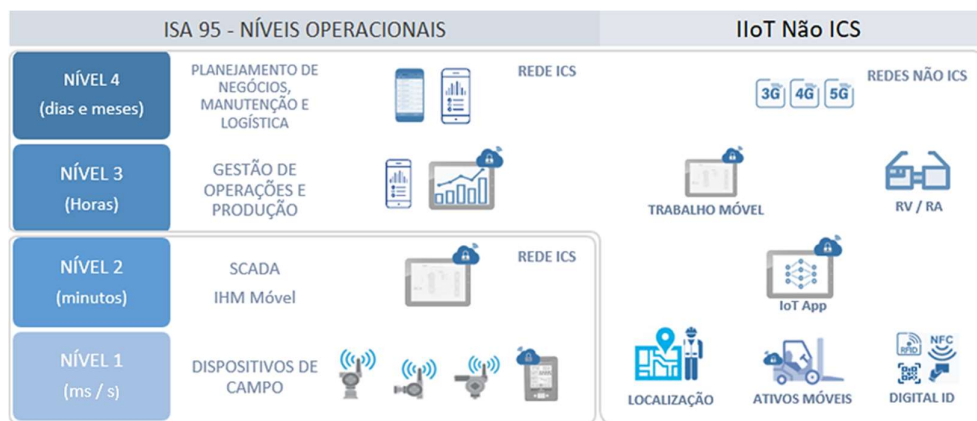 ISA 95 - NÍVEIS OPERACIONAIS
IIoT Não ICS
NÍVEL 4
(dias e meses)
PLANEJAMENTO DE
NEGÓCIOS,
MANUTENÇÃO E
LOGÍSTICA
REDE ICS
REDES NÃO ICS
3G
4G
5G
NÍVEL 3
(Horas)
GESTÃO DE
OPERAÇÕES E
PRODUÇÃO
TRABALHO MÓVEL
RV / RA
NÍVEL 2
(minutos)
SCADA
IHM Móvel
REDE ICS
IoT App
NÍVEL 1
(ms / s)
DISPOSITIVOS DE
CAMPO
RFID
NFC
LOCALIZAÇÃO
ATIVOS MÓVEIS
DIGITAL ID